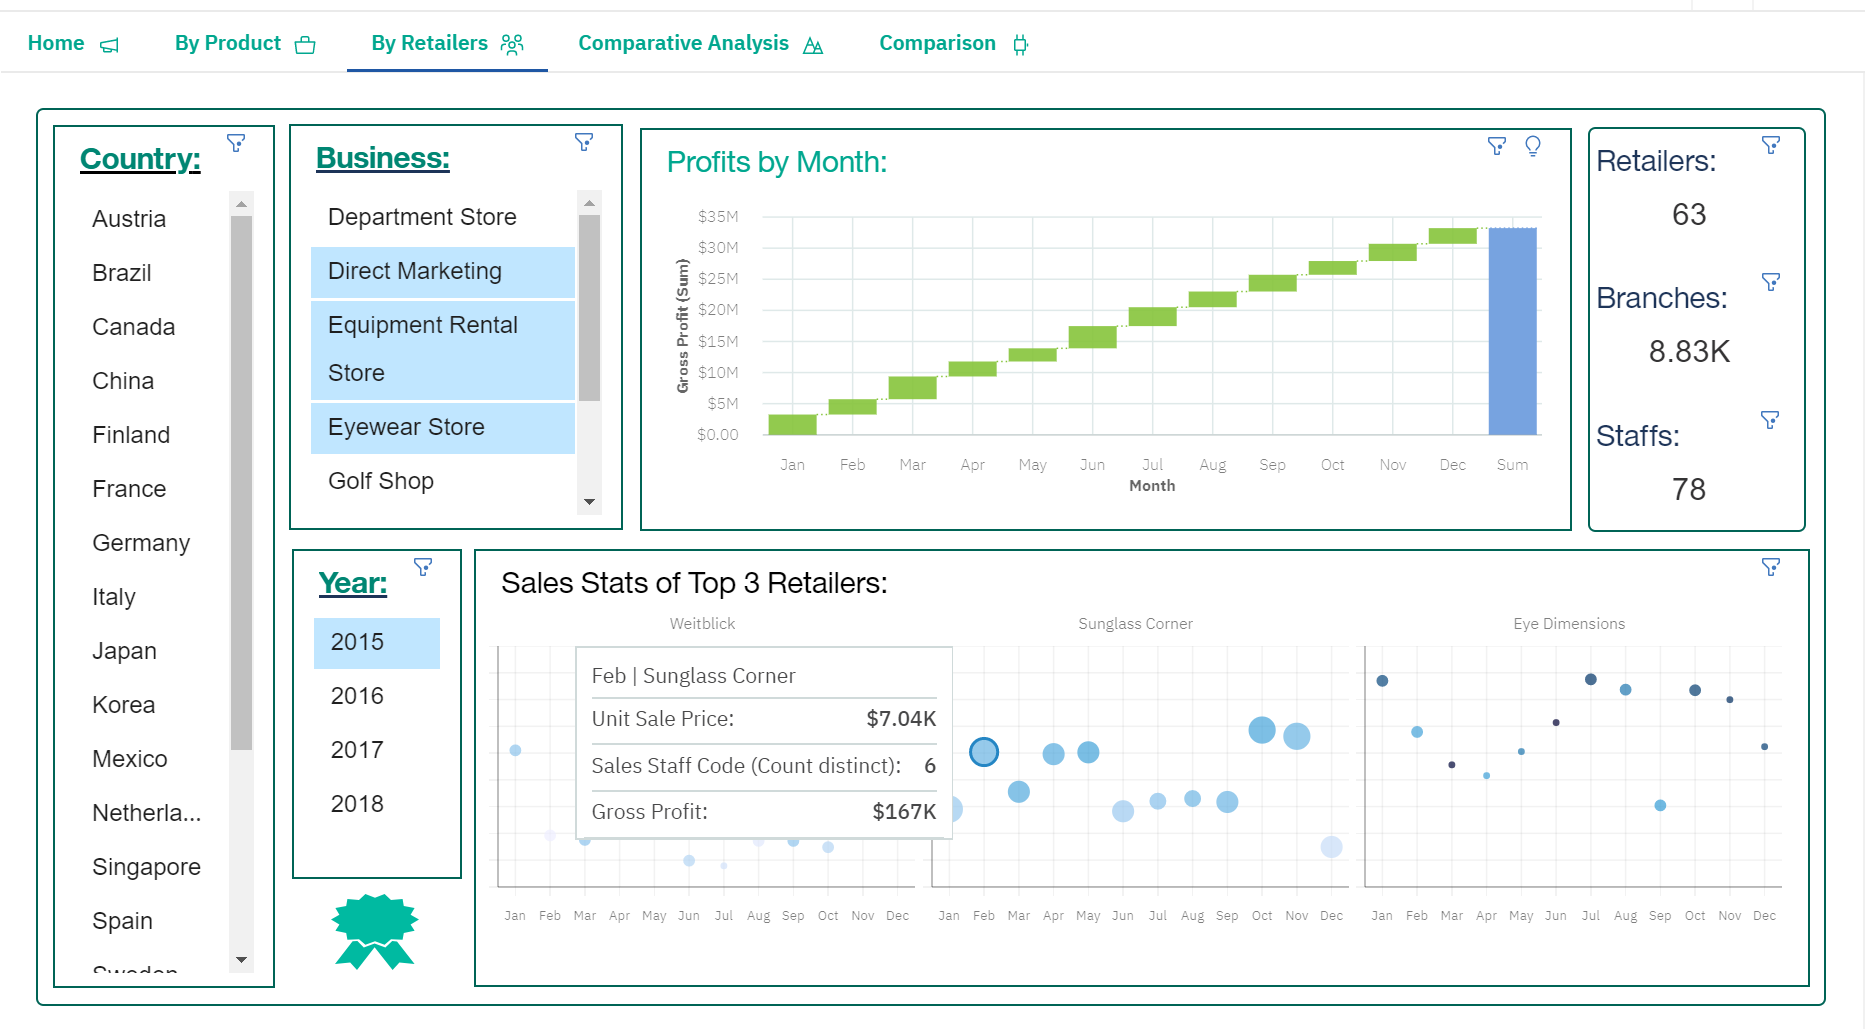 Home
By Product
By Retailers
Comparative Analysis
Comparison
Country:
Austria
Brazil
Canada
China
Finland
France
Germany
Italy
Japan
Korea
Mexico
Netherla...
Singapore
Spain
Sweden
Business:
Department Store
Direct Marketing
Equipment Rental
Store
Eyewear Store
Golf Shop
Profits by Month:
Gross Profit (Sum)
$35M
$30M
$25M
$20M
$15M
$10M
$5M
$0.00
Jan Feb Mar Apr May Jun Jul Aug Sep Oct Nov Dec Sum
Month
Retailers:
63
Branches:
8.83K
Staffs:
78
Year:
2015
2016
2017
2018
Sales Stats of Top 3 Retailers:
Weitblick Sunglass Corner Eye Dimensions
Feb | Sunglass Corner
Unit Sale Price: $7.04K
Sales Staff Code (Count distinct): 6
Gross Profit: $167K
Jan Feb Mar Apr May Jun Jul Aug Sep Oct Nov Dec Jan Feb Mar Apr May Jun Jul Aug Sep Oct Nov Dec Jan Feb Mar Apr May Jun Jul Aug Sep Oct Nov Dec